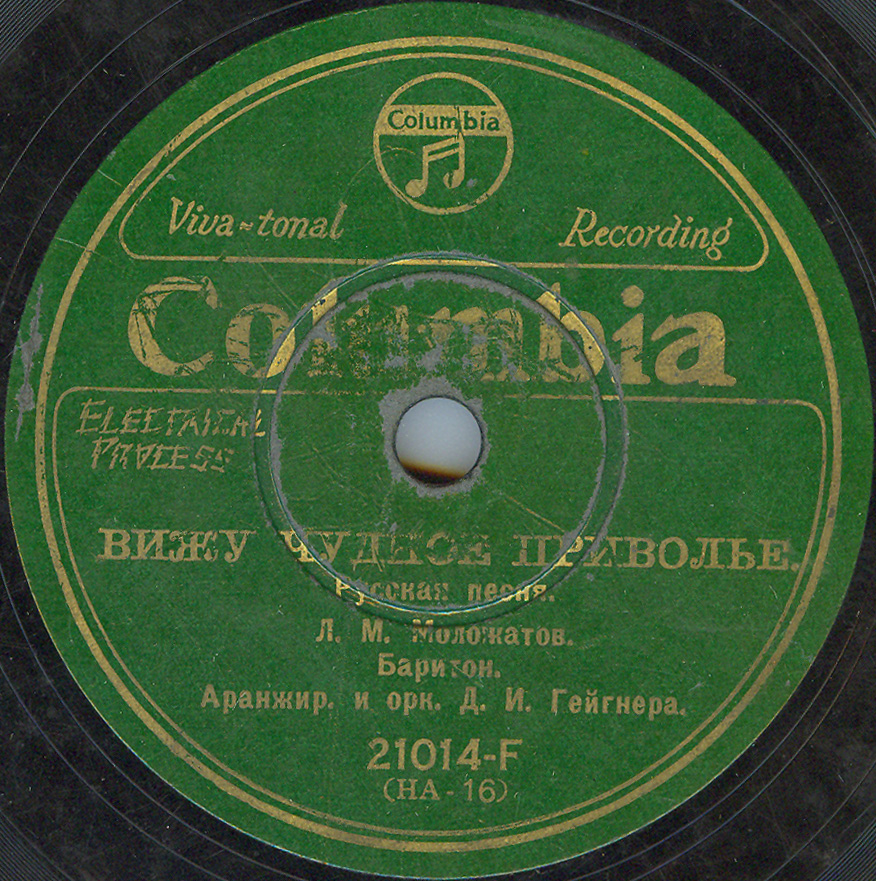 Columbia
Viva-tonal Recording
Columbia
ELECTRICAL
PROCESS
ВИЖУ ЧУДНОЕ ПРИВОЛЬЕ.
Русская песня.
Л. М. Моложатов.
Баритон.
Аранжир. и орк. Д. И. Гейгнера.
21014-F
(НА-16)